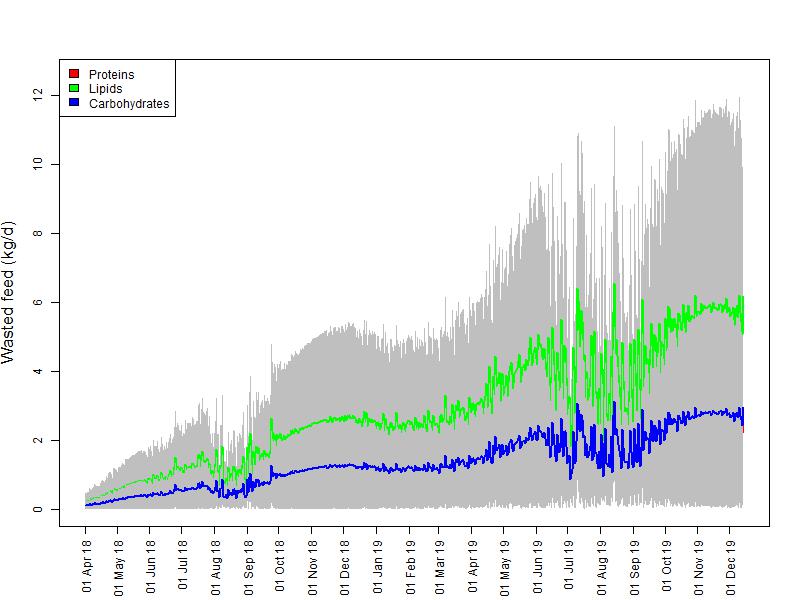 Proteins
Lipids
Carbohydrates
Wasted feed (kg/d)
12
10
8
6
4
2
0
01 Apr 18
01 May 18
01 Jun 18
01 Jul 18
01 Aug 18
01 Sep 18
01 Oct 18
01 Nov 18
01 Dec 18
01 Jan 19
01 Feb 19
01 Mar 19
01 Apr 19
01 May 19
01 Jun 19
01 Jul 19
01 Aug 19
01 Sep 19
01 Oct 19
01 Nov 19
01 Dec 19